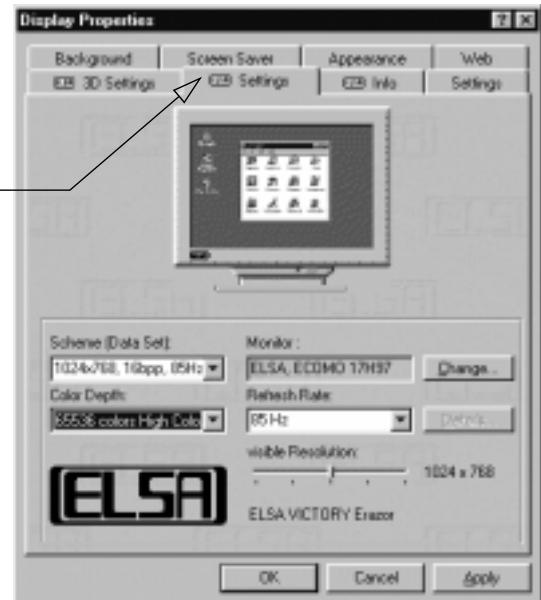 Display Properties
Background Screen Saver Appearance Web
3D Settings Settings Info Settings
Scheme (Data Set): Monitor :
1024x768, 16bpp, 85Hz ELSA, ECOMO 17H97 Change...
Color Depth: Refresh Rate:
65536 colors High Colo 85 Hz Details...
visible Resolution:
1024 x 768
ELSA ELSA VICTORY Erazor
OK Cancel Apply